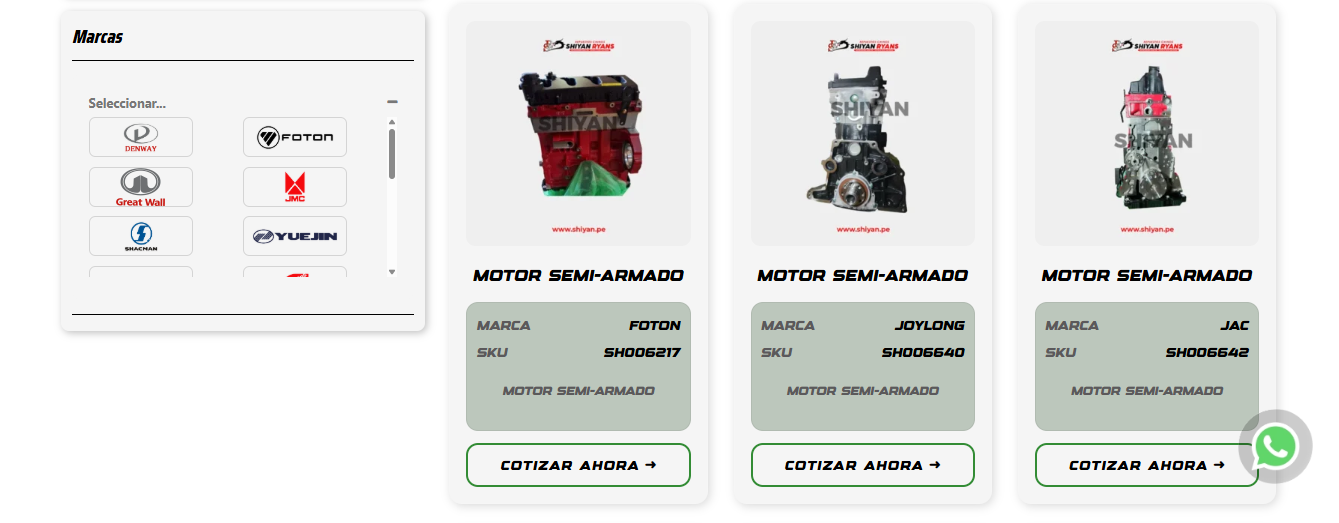 Marcas
Seleccionar...
DENWAY
FOTON
Great Wall
JMC
SHACMAN
YUEJIN
SHIYAN RYANS
SHIYAN
www.shiyan.pe
MOTOR SEMI-ARMADO
MARCA FOTON
SKU SH006217
MOTOR SEMI-ARMADO
COTIZAR AHORA →
SHIYAN RYANS
SHIYAN
www.shiyan.pe
MOTOR SEMI-ARMADO
MARCA JOYLONG
SKU SH006640
MOTOR SEMI-ARMADO
COTIZAR AHORA →
SHIYAN RYANS
SHIYAN
www.shiyan.pe
MOTOR SEMI-ARMADO
MARCA JAC
SKU SH006642
MOTOR SEMI-ARMADO
COTIZAR AHORA →